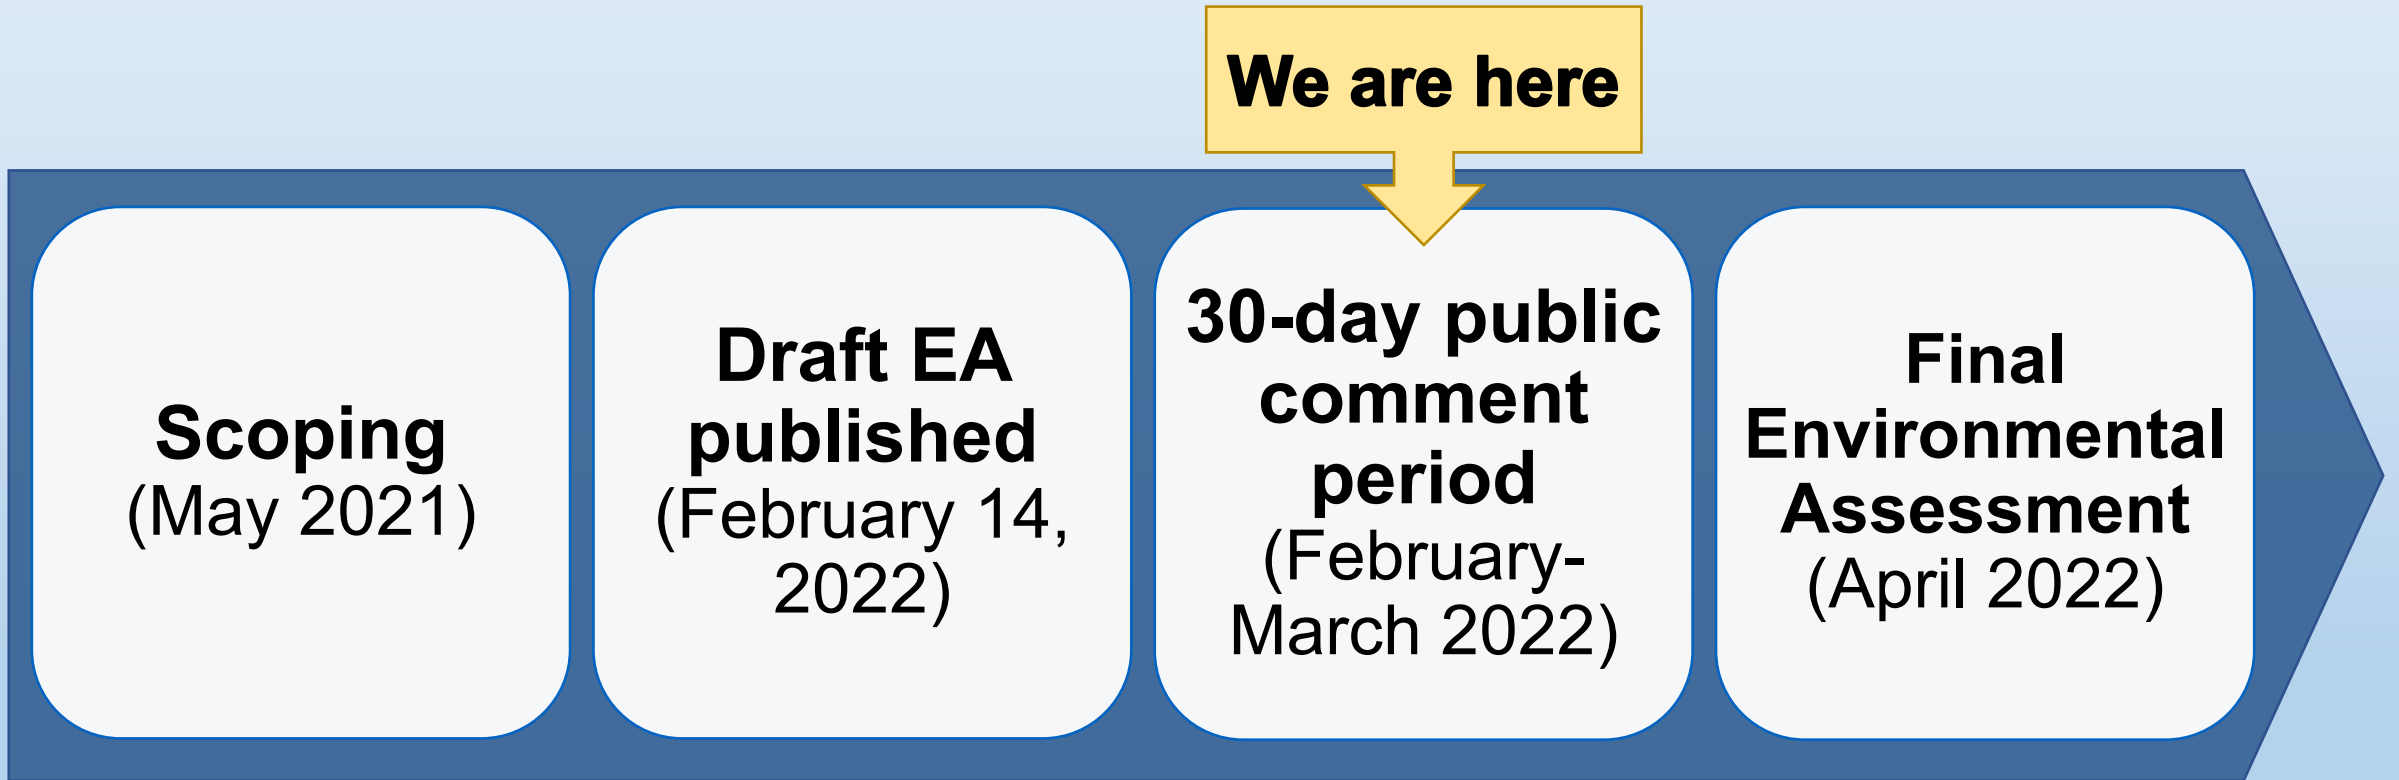 We are here
Scoping
(May 2021)
Draft EA
published
(February 14,
2022)
30-day public
comment
period
(February-
March 2022)
Final
Environmental
Assessment
(April 2022)